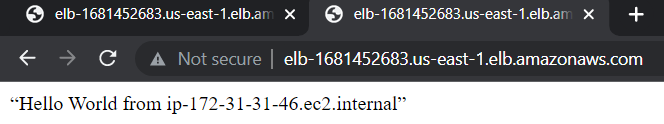 elb-1681452683.us-east-1.elb.am elb-1681452683.us-east-1.elb.am
Not secure elb-1681452683.us-east-1.elb.amazonaws.com
“Hello World from ip-172-31-31-46.ec2.internal”